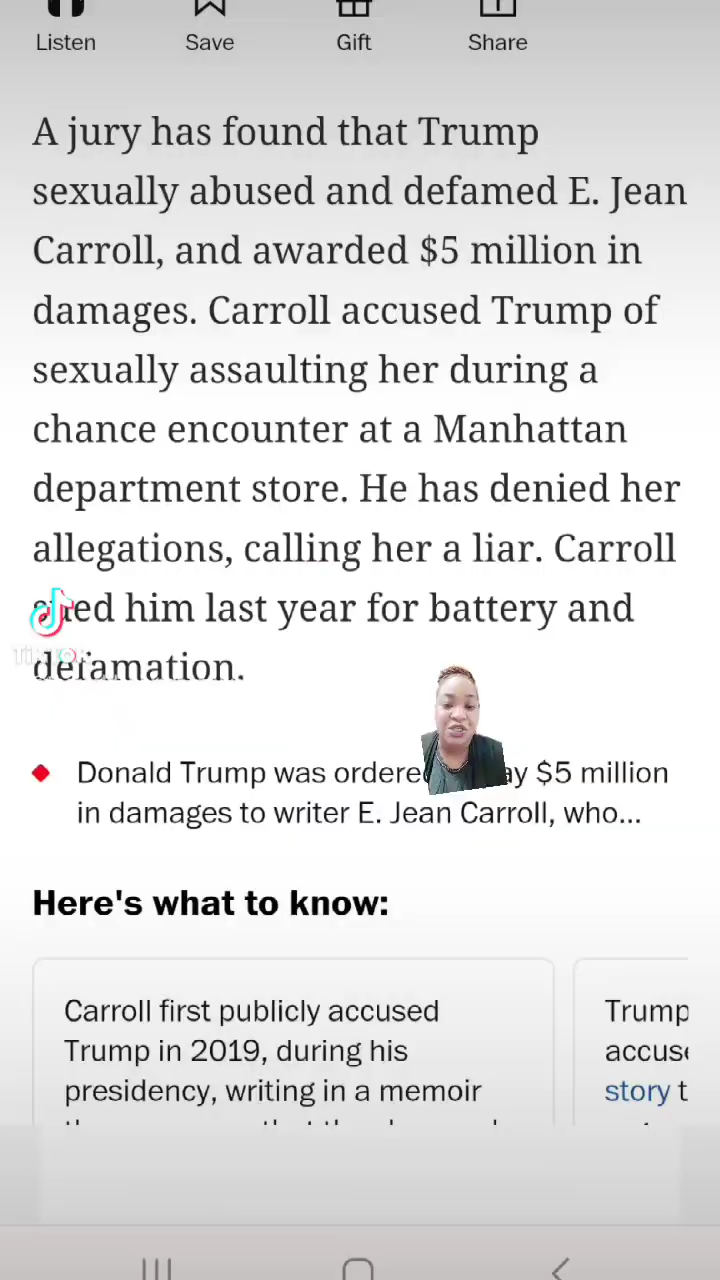 Listen Save Gift Share
A jury has found that Trump
sexually abused and defamed E. Jean
Carroll, and awarded $5 million in
damages. Carroll accused Trump of
sexually assaulting her during a
chance encounter at a Manhattan
department store. He has denied her
allegations, calling her a liar. Carroll
sued him last year for battery and
defamation.
TikTok
Donald Trump was ordered $5 million
in damages to writer E. Jean Carroll, who...
Here's what to know:
Carroll first publicly accused
Trump in 2019, during his
presidency, writing in a memoir
Trump
story t